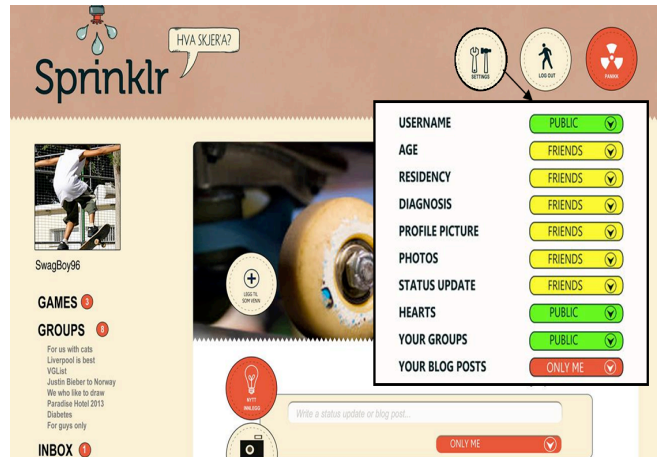 HVA SKJER'A?
Sprinklr
SETTINGS
LOG OUT
PANIKK
USERNAME PUBLIC
AGE FRIENDS
RESIDENCY FRIENDS
DIAGNOSIS FRIENDS
PROFILE PICTURE FRIENDS
PHOTOS FRIENDS
STATUS UPDATE FRIENDS
HEARTS PUBLIC
YOUR GROUPS PUBLIC
YOUR BLOG POSTS ONLY ME
SwagBoy96
LEGG TIL
SOM VENN
GAMES 3
GROUPS 8
For us with cats
Liverpool is best
VGList
Justin Bieber to Norway
We who like to draw
Paradise Hotel 2013
Diabetes
For guys only
INBOX 1
NYTT
INNLEGG
Write a status update or blog post...
ONLY ME